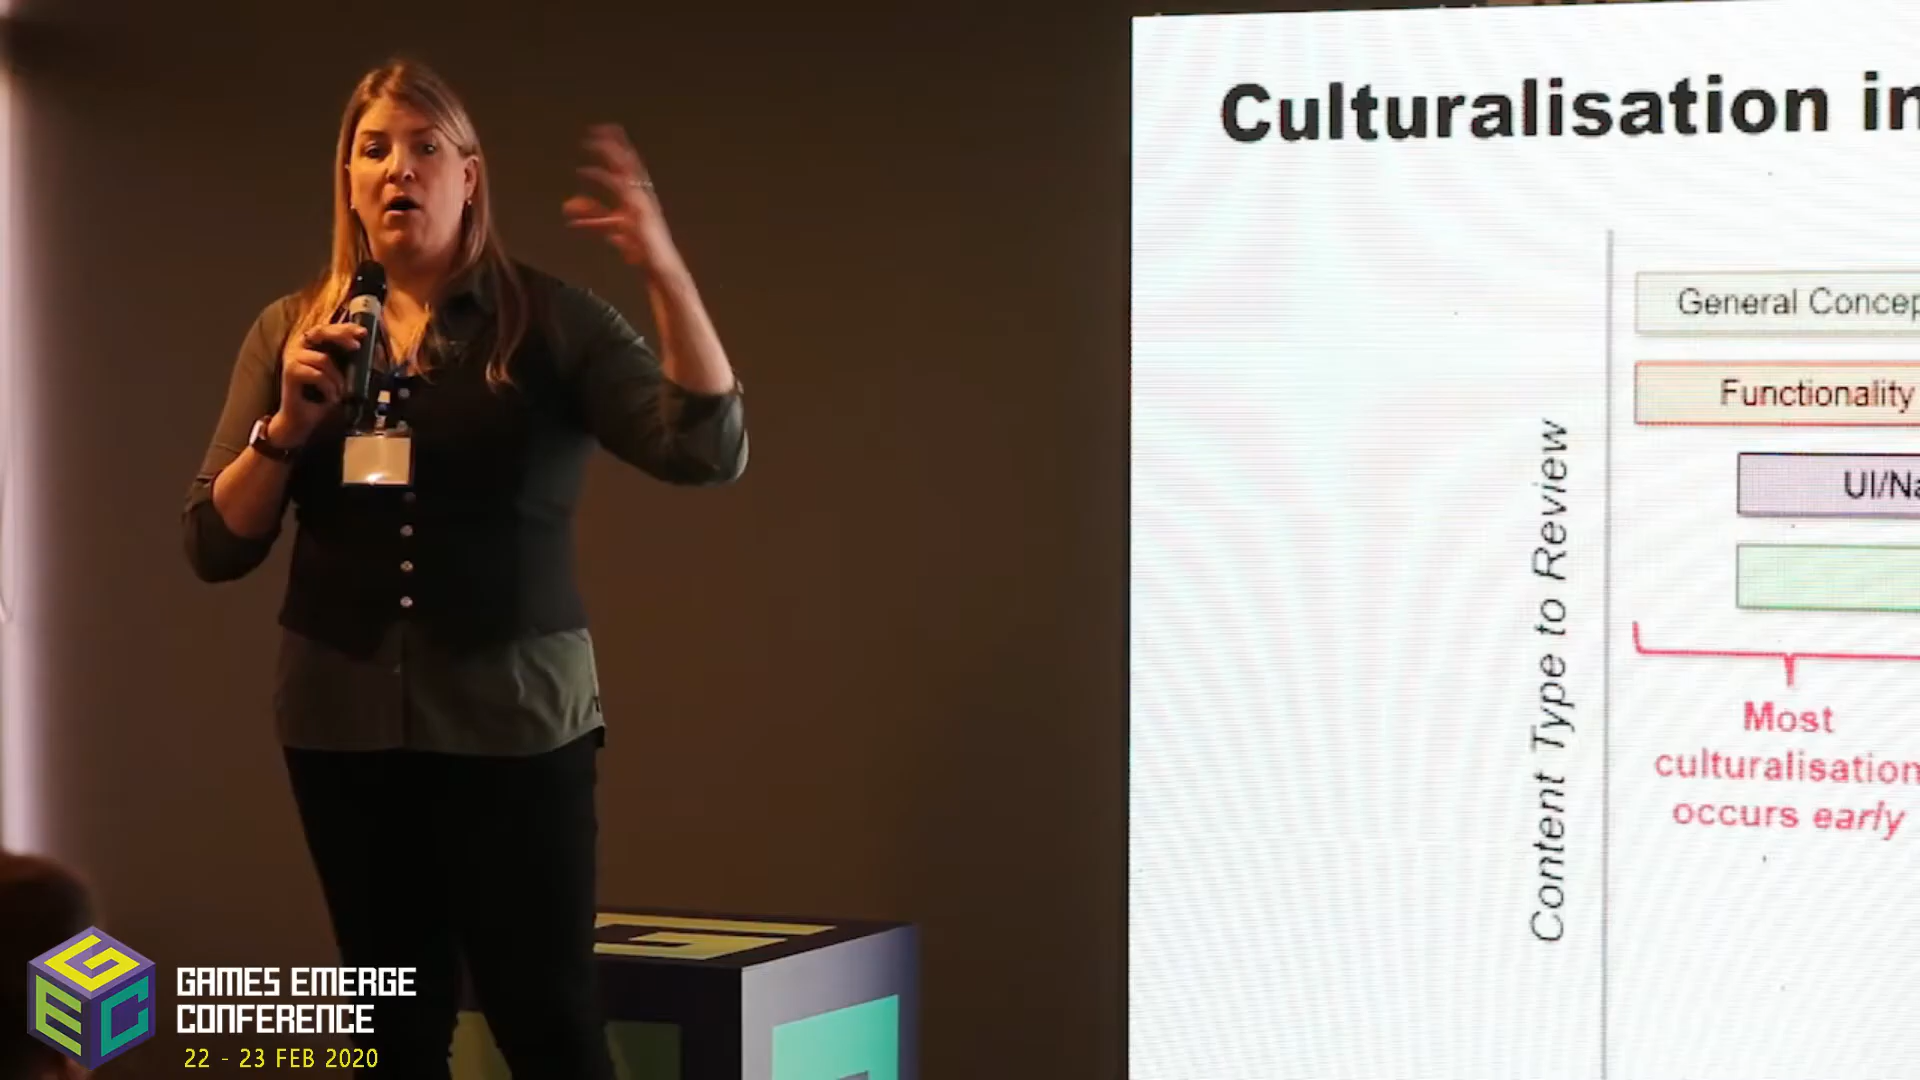 Culturalisation in
General Concep
Functionality
UI/Na
Content Type to Review
Most
culturalisation
occurs early
GEC
GAMES EMERGE
CONFERENCE
22 - 23 FEB 2020